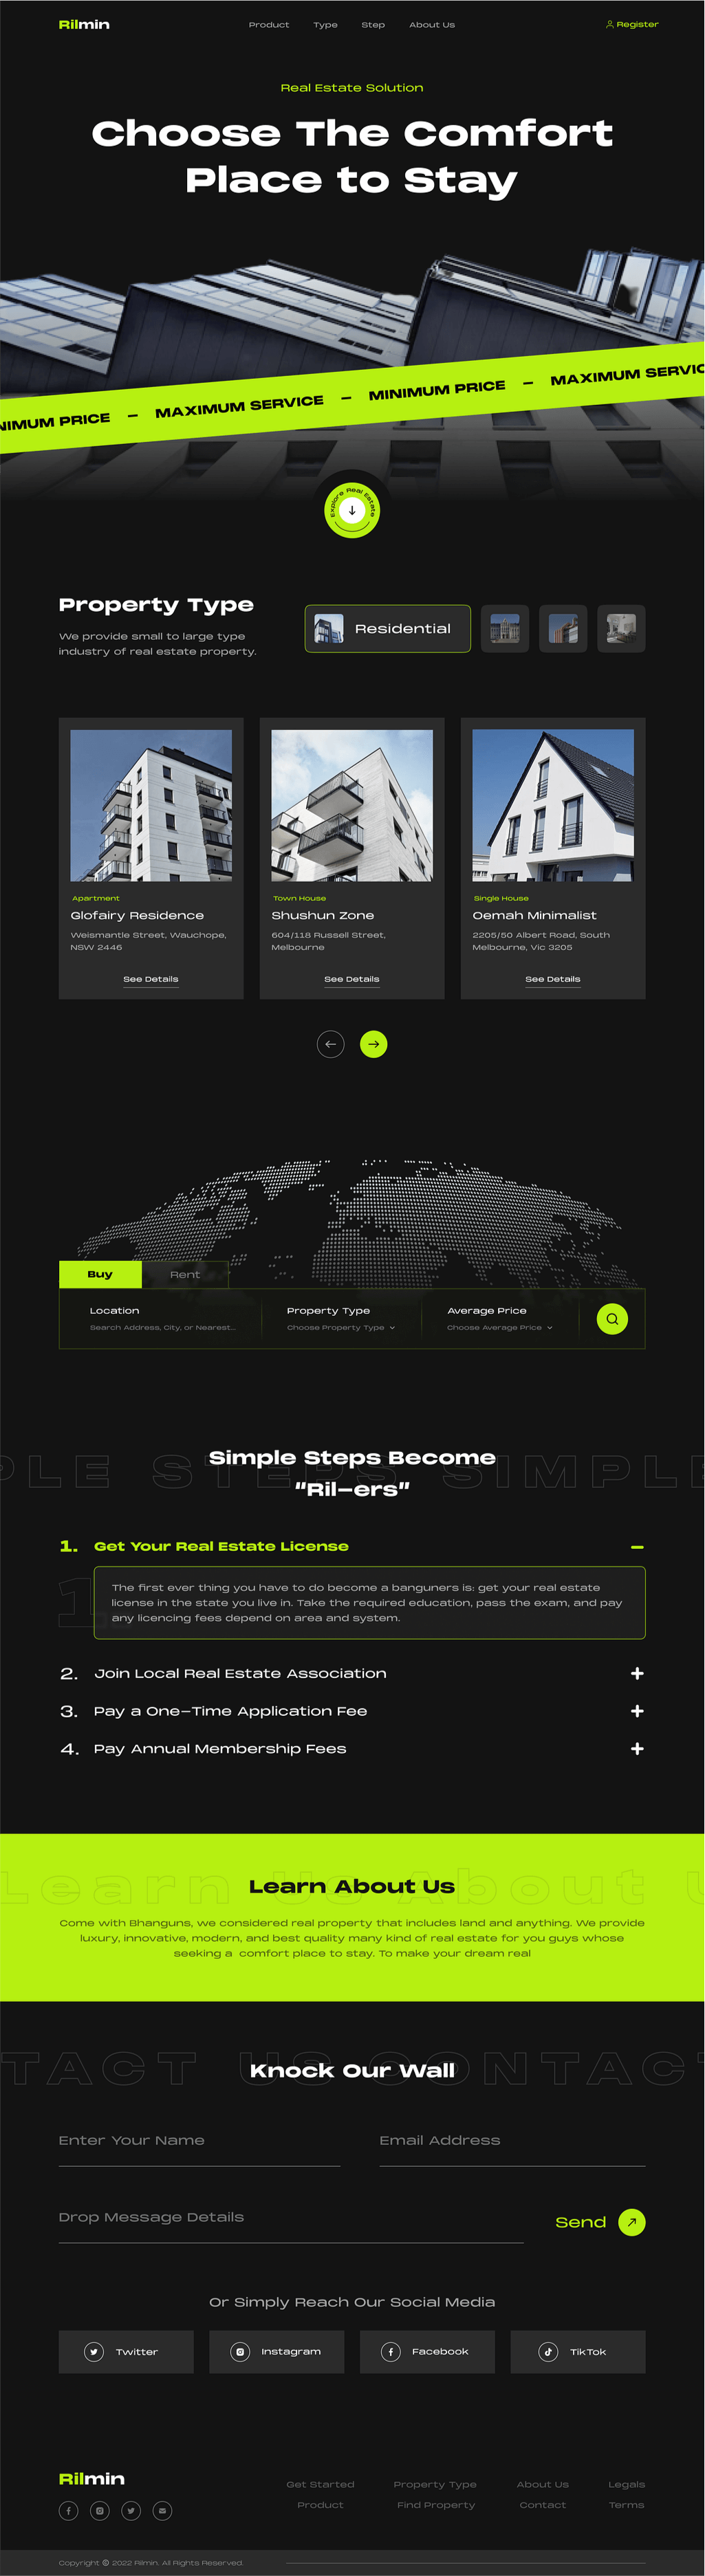 Rilmin
Product
Type
Step
About Us
Register
Real Estate Solution
Choose The Comfort
Place to Stay
NIMUM PRICE – MAXIMUM SERVICE – MINIMUM PRICE – MAXIMUM SERVIC
Explore Real Estate
Property Type
We provide small to large type
industry of real estate property.
Residential
Apartment
Glofairy Residence
Weismantle Street, Wauchope,
NSW 2446
See Details
Town House
Shushun Zone
604/118 Russell Street,
Melbourne
See Details
Single House
Oemah Minimalist
2205/50 Albert Road, South
Melbourne, Vic 3205
See Details
Buy
Rent
Location
Search Address, City, or Nearest...
Property Type
Choose Property Type
Average Price
Choose Average Price
PLE STEPS SIMPLE
Simple Steps Become
"Ril-ers"
1. Get Your Real Estate License
1.
The first ever thing you have to do become a banguners is: get your real estate
license in the state you live in. Take the required education, pass the exam, and pay
any licencing fees depend on area and system.
2. Join Local Real Estate Association
3. Pay a One-Time Application Fee
4. Pay Annual Membership Fees
Learn Us About U
Learn About Us
Come with Bhanguns, we considered real property that includes land and anything. We provide
luxury, innovative, modern, and best quality many kind of real estate for you guys whose
seeking a comfort place to stay. To make your dream real
TACT US CONTACT
Knock Our Wall
Enter Your Name
Email Address
Drop Message Details
Send
Or Simply Reach Our Social Media
Twitter
Instagram
Facebook
TikTok
Rilmin
Get Started
Property Type
About Us
Legals
Product
Find Property
Contact
Terms
Copyright © 2022 Rilmin. All Rights Reserved.